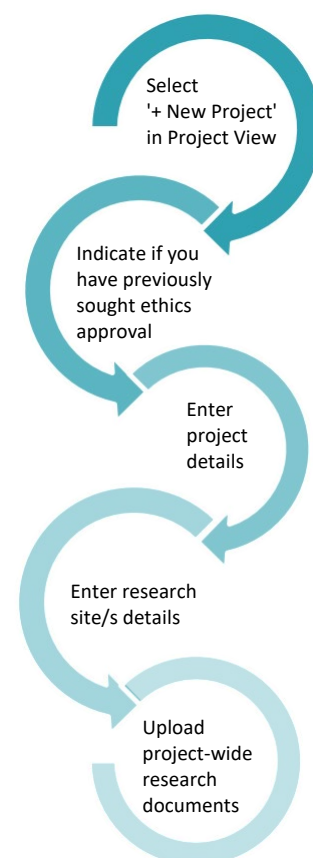 Select
'+ New Project'
in Project View
Indicate if you
have previously
sought ethics
approval
Enter
project
details
Enter research
site/s details
Upload
project-wide
research
documents